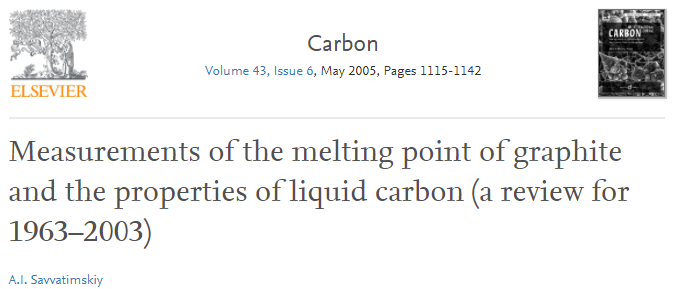 Carbon
Volume 43, Issue 6, May 2005, Pages 1115-1142
ELSEVIER
CARBON
Measurements of the melting point of graphite
and the properties of liquid carbon (a review for
1963–2003)
A.I. Savvatimskiy